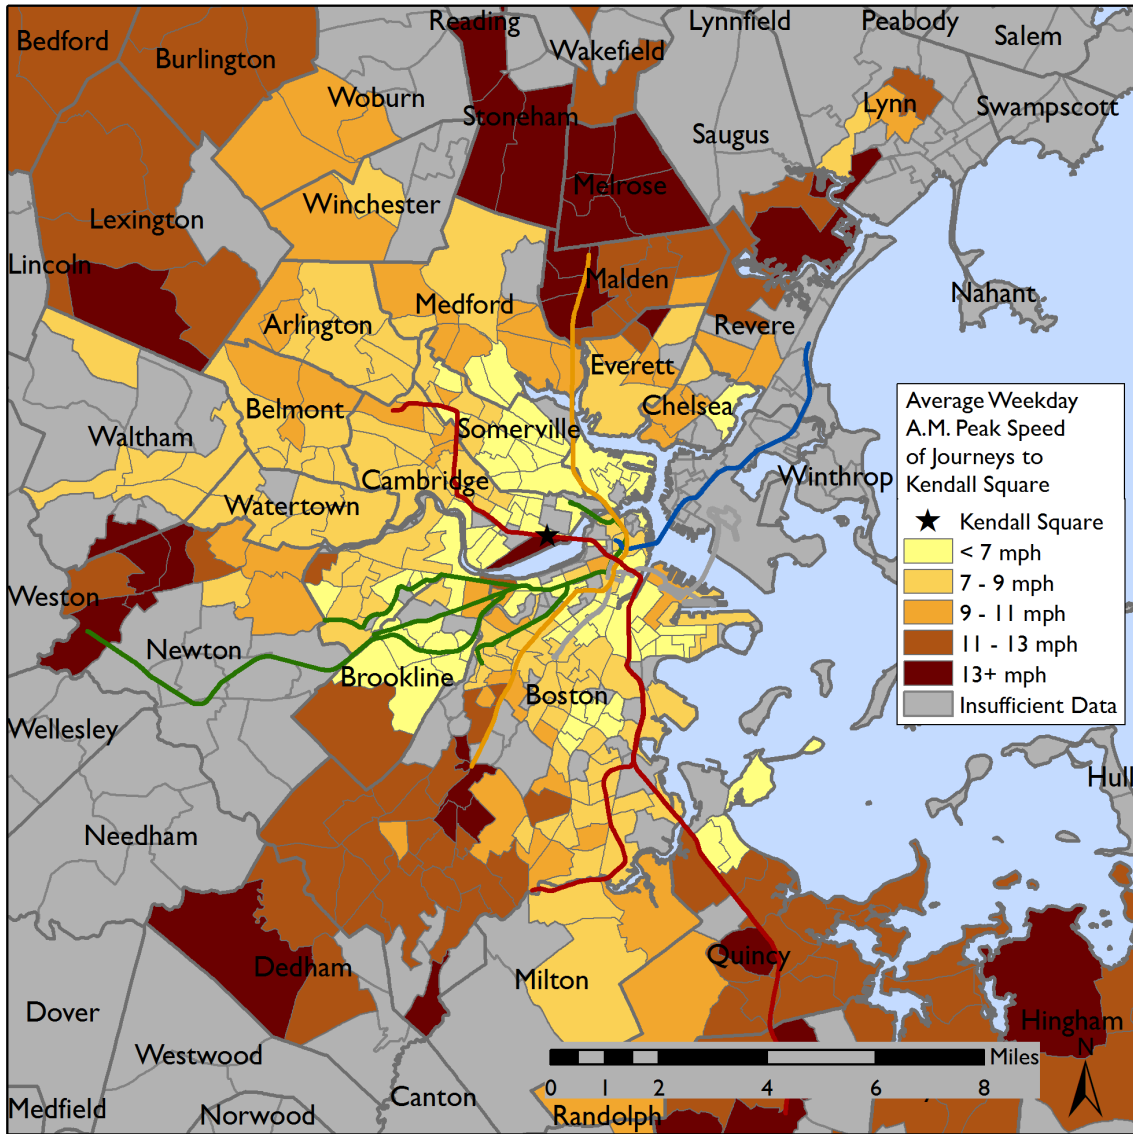 Reading
Lynnfield
Peabody
Bedford
Wakefield
Salem
Burlington
Woburn
Lynn
Swampscott
Stoneham
Saugus
Melrose
Winchester
Lexington
Lincoln
Malden
Nahant
Medford
Arlington
Revere
Everett
Belmont
Chelsea
Waltham
Somerville
Cambridge
Winthrop
Watertown
Average Weekday
A.M. Peak Speed
of Journeys to
Kendall Square
Kendall Square
< 7 mph
7 - 9 mph
9 - 11 mph
11 - 13 mph
13+ mph
Insufficient Data
Weston
Newton
Brookline
Boston
Wellesley
Hull
Needham
Dedham
Quincy
Milton
Dover
Hingham
Westwood
N
Miles
0 1 2 4 6 8
Medfield
Norwood
Canton
Randolph